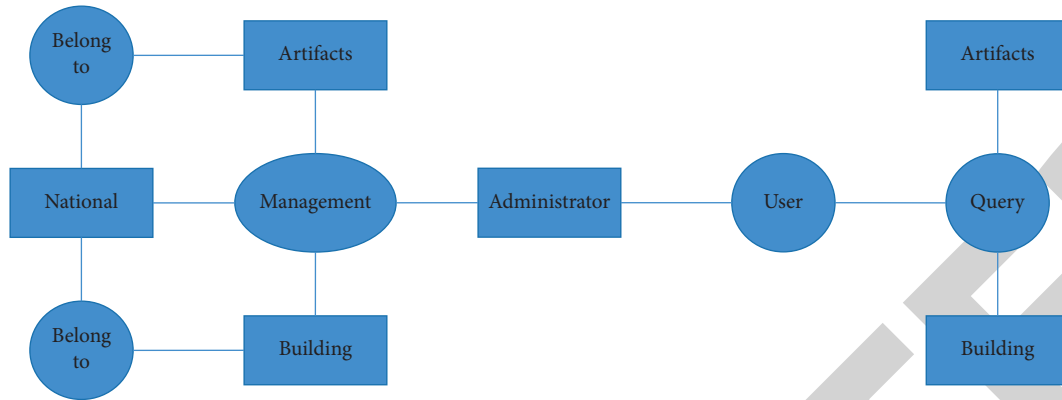 Belong
to
Artifacts
Artifacts
National
Management
Administrator
User
Query
Belong
to
Building
Building